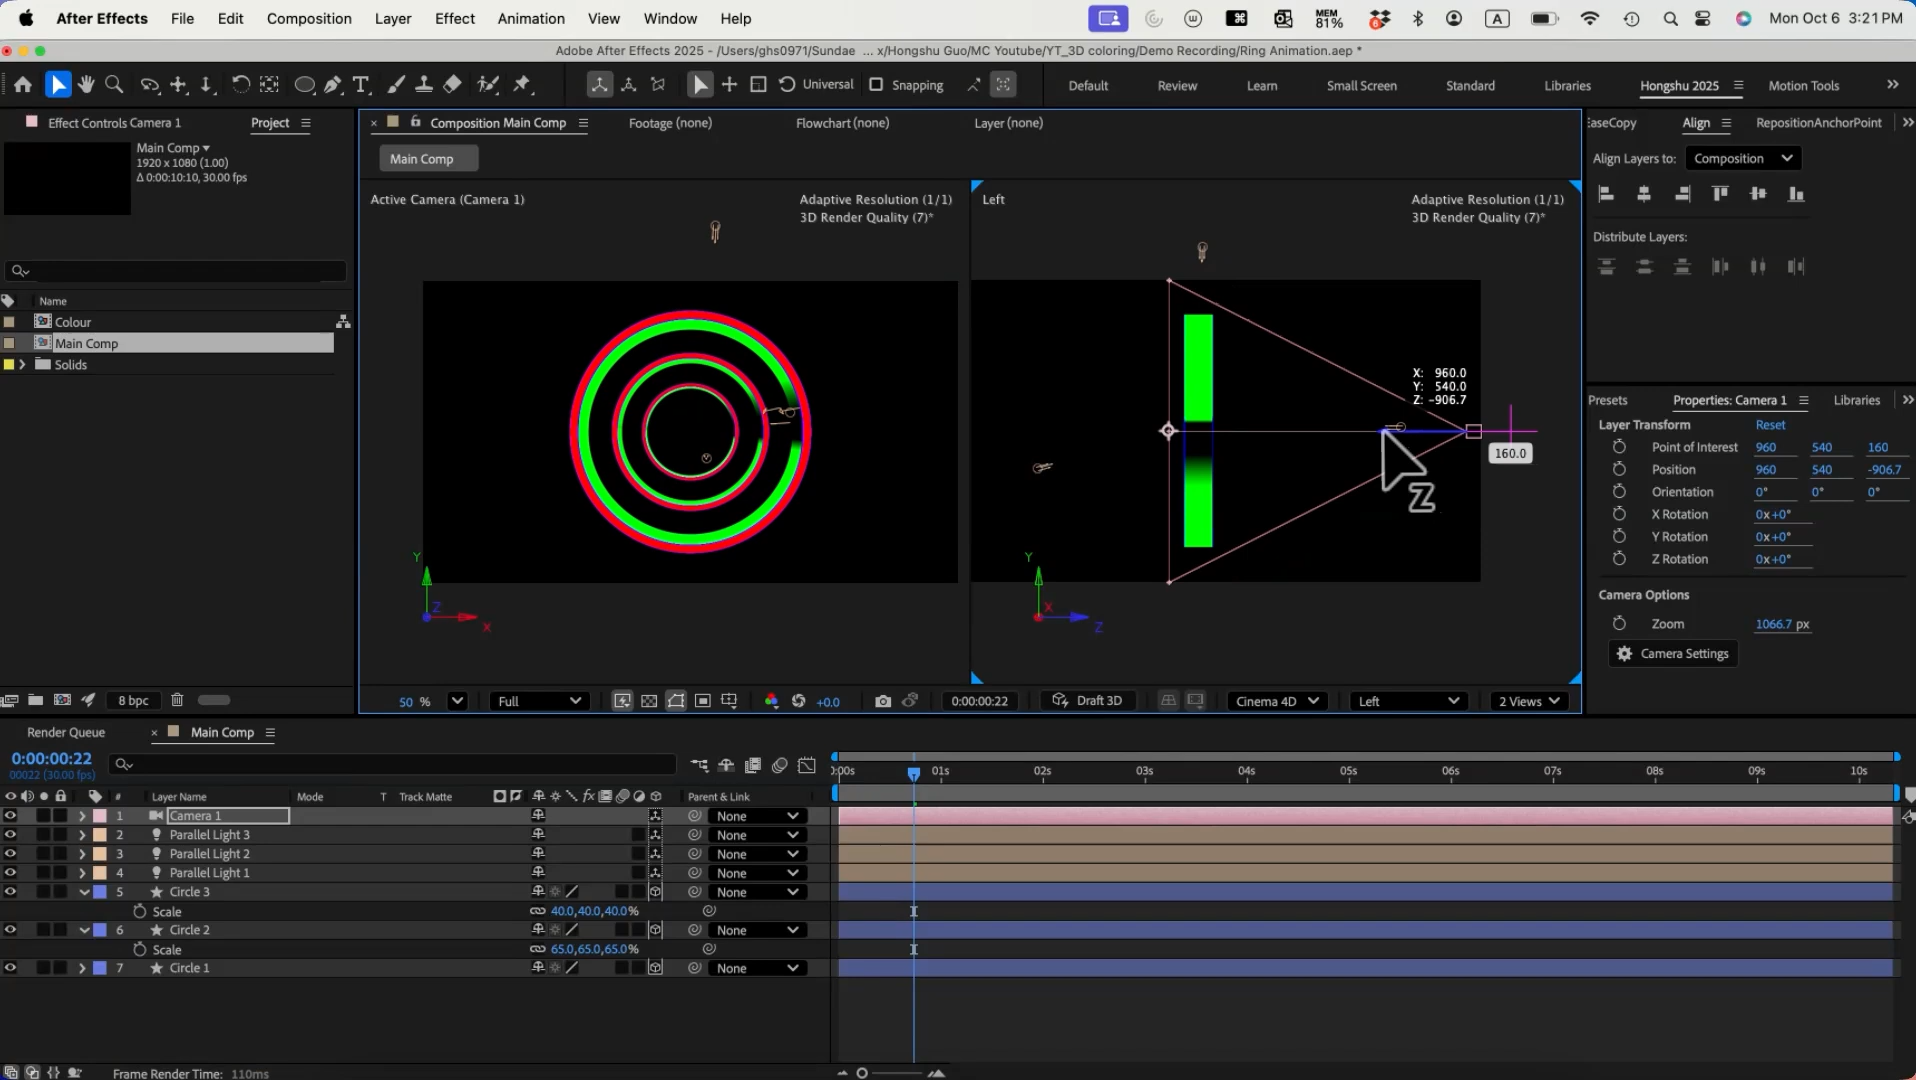 After Effects File Edit Composition Layer Effect Animation View Window Help MEM 81% A Mon Oct 6 3:21 PM
Adobe After Effects 2025 - /Users/ghs0971/Sundae ... x/Hongshu Guo/MC Youtube/YT_3D coloring/Demo Recording/Ring Animation.aep *
Universal Snapping Default Review Learn Small Screen Standard Libraries Hongshu 2025 Motion Tools
Effect Controls Camera 1 Project
Main Comp
1920 x 1080 (1.00)
Δ 0:00:10:10, 30.00 fps
Name
Colour
Main Comp
Solids
8 bpc
Composition Main Comp Footage (none) Flowchart (none) Layer (none)
Main Comp
Active Camera (Camera 1) Adaptive Resolution (1/1)
3D Render Quality (7)*
Left Adaptive Resolution (1/1)
3D Render Quality (7)*
X: 960.0
Y: 540.0
Z: -906.7
160.0
Z
Y Z X
Y X Z
50 % Full +0.0 0:00:00:22 Draft 3D Cinema 4D Left 2 Views
EaseCopy Align RepositionAnchorPoint
Align Layers to: Composition
Distribute Layers:
Presets Properties: Camera 1 Libraries
Layer Transform Reset
Point of Interest 960 540 160
Position 960 540 -906.7
Orientation 0° 0° 0°
X Rotation 0x+0°
Y Rotation 0x+0°
Z Rotation 0x+0°
Camera Options
Zoom 1066.7 px
Camera Settings
Render Queue Main Comp
0:00:00:22
00022 (30.00 fps)
:00s 01s 02s 03s 04s 05s 06s 07s 08s 09s 10s
# Layer Name Mode T Track Matte fx Parent & Link
1 Camera 1 None
2 Parallel Light 3 None
3 Parallel Light 2 None
4 Parallel Light 1 None
5 Circle 3 None
Scale 40.0,40.0,40.0%
6 Circle 2 None
Scale 65.0,65.0,65.0%
7 Circle 1 None
Frame Render Time: 110ms